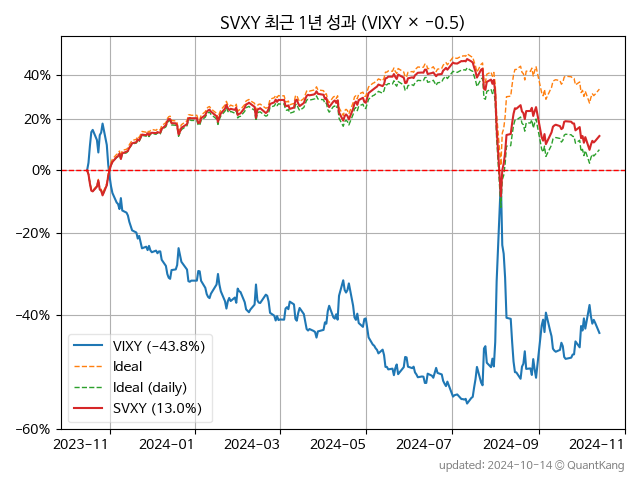 SVXY 최근 1년 성과 (VIXY × −0.5)
40%
20%
0%
−20%
−40%
−60%
VIXY (−43.8%)
Ideal
Ideal (daily)
SVXY (13.0%)
2023−11
2024−01
2024−03
2024−05
2024−07
2024−09
2024−11
updated: 2024-10-14 © QuantKang